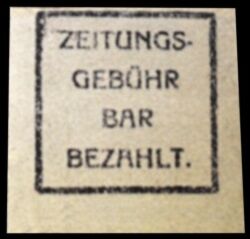 ZEITUNGS-
GEBÜHR
BAR
BEZAHLT.